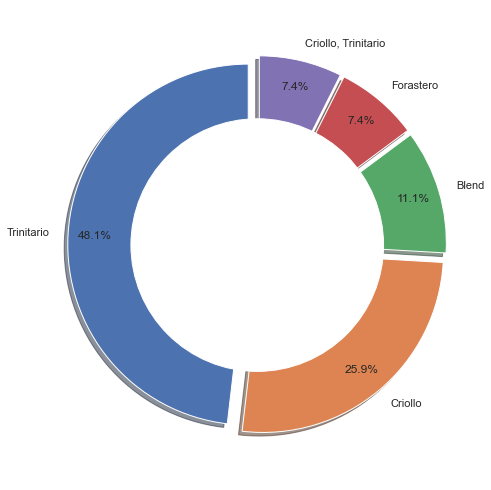 Criollo, Trinitario
7.4%
Forastero
7.4%
Blend
11.1%
Trinitario
48.1%
25.9%
Criollo